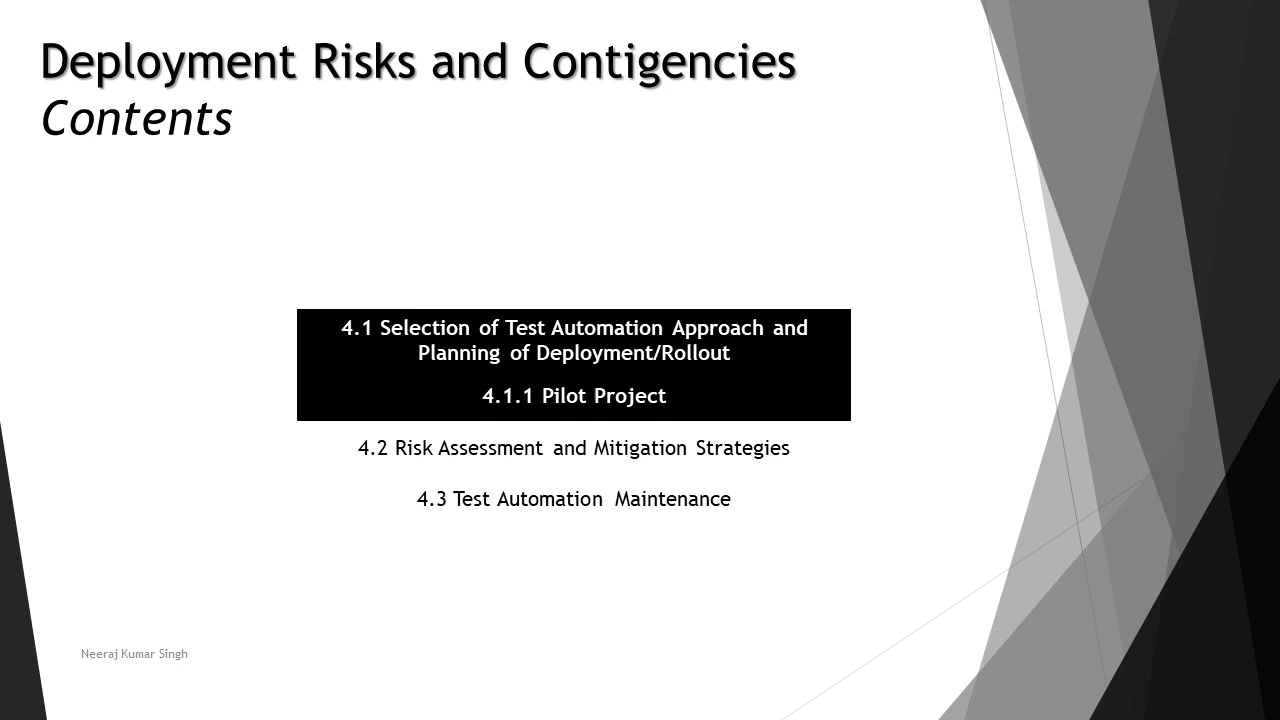 Deployment Risks and Contigencies
Contents
4.1 Selection of Test Automation Approach and
Planning of Deployment/Rollout
4.1.1 Pilot Project
4.2 Risk Assessment and Mitigation Strategies
4.3 Test Automation Maintenance
Neeraj Kumar Singh